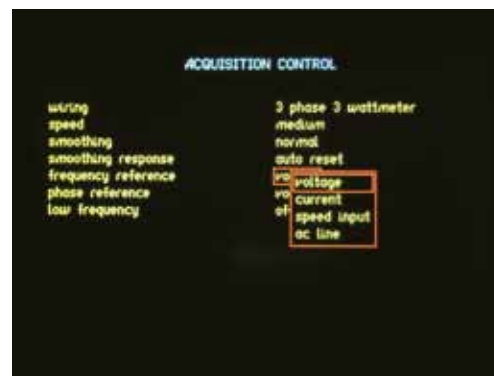 ACQUISITION CONTROL
wiring 3 phase 3 wattmeter
speed medium
smoothing normal
smoothing response auto reset
frequency reference
voltage
phase reference
current
low frequency
speed input
ac line